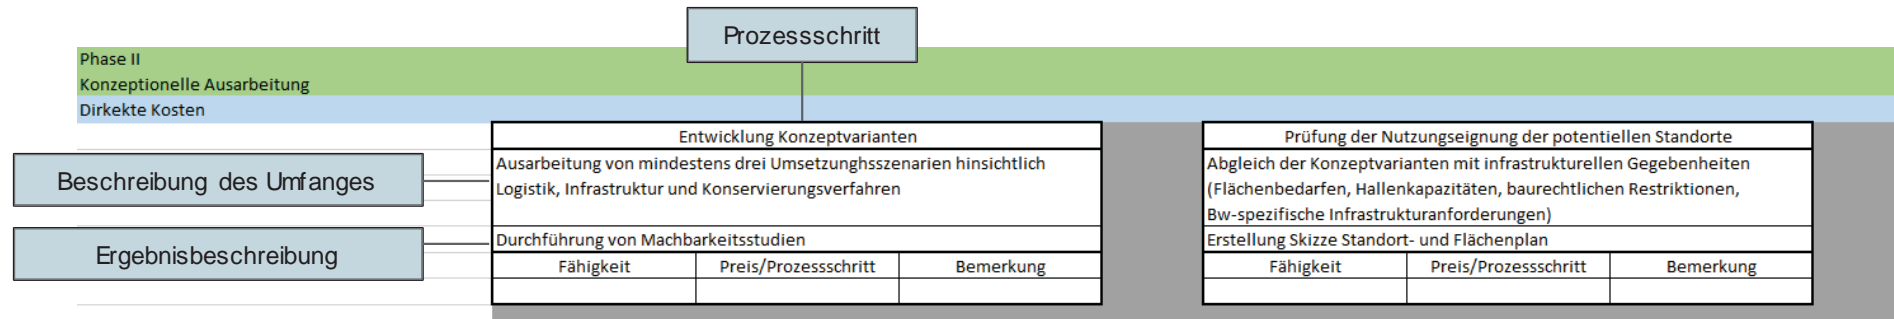 Prozessschritt
Phase II
Konzeptionelle Ausarbeitung
Dirkekte Kosten
Beschreibung des Umfanges
Ergebnisbeschreibung
Entwicklung Konzeptvarianten
Ausarbeitung von mindestens drei Umsetzunghsszenarien hinsichtlich
Logistik, Infrastruktur und Konservierungsverfahren
Durchführung von Machbarkeitsstudien
Fähigkeit Preis/Prozessschritt Bemerkung
Prüfung der Nutzungseignung der potentiellen Standorte
Abgleich der Konzeptvarianten mit infrastrukturellen Gegebenheiten
(Flächenbedarfen, Hallenkapazitäten, baurechtlichen Restriktionen,
Bw-spezifische Infrastrukturanforderungen)
Erstellung Skizze Standort- und Flächenplan
Fähigkeit Preis/Prozessschritt Bemerkung